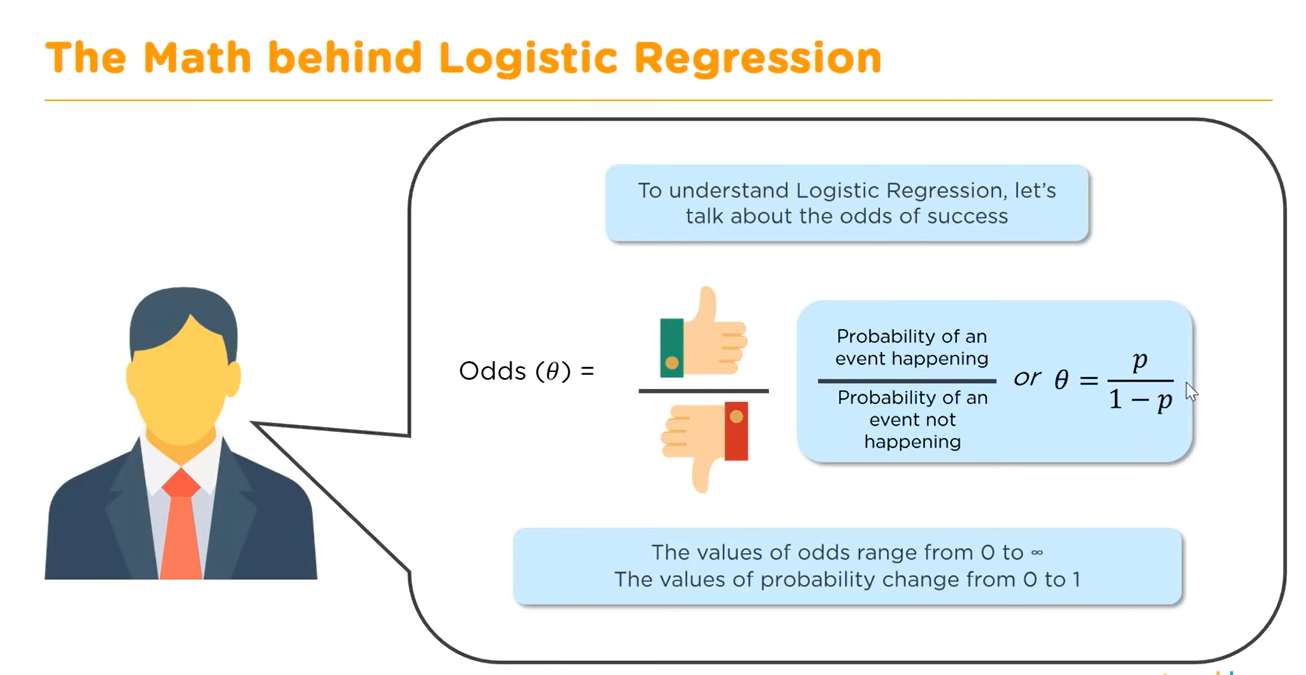 The Math behind Logistic Regression
To understand Logistic Regression, let's
talk about the odds of success
Odds (θ) =
Probability of an
event happening
Probability of an
event not
happening
or θ = p / 1 − p
The values of odds range from 0 to ∞
The values of probability change from 0 to 1